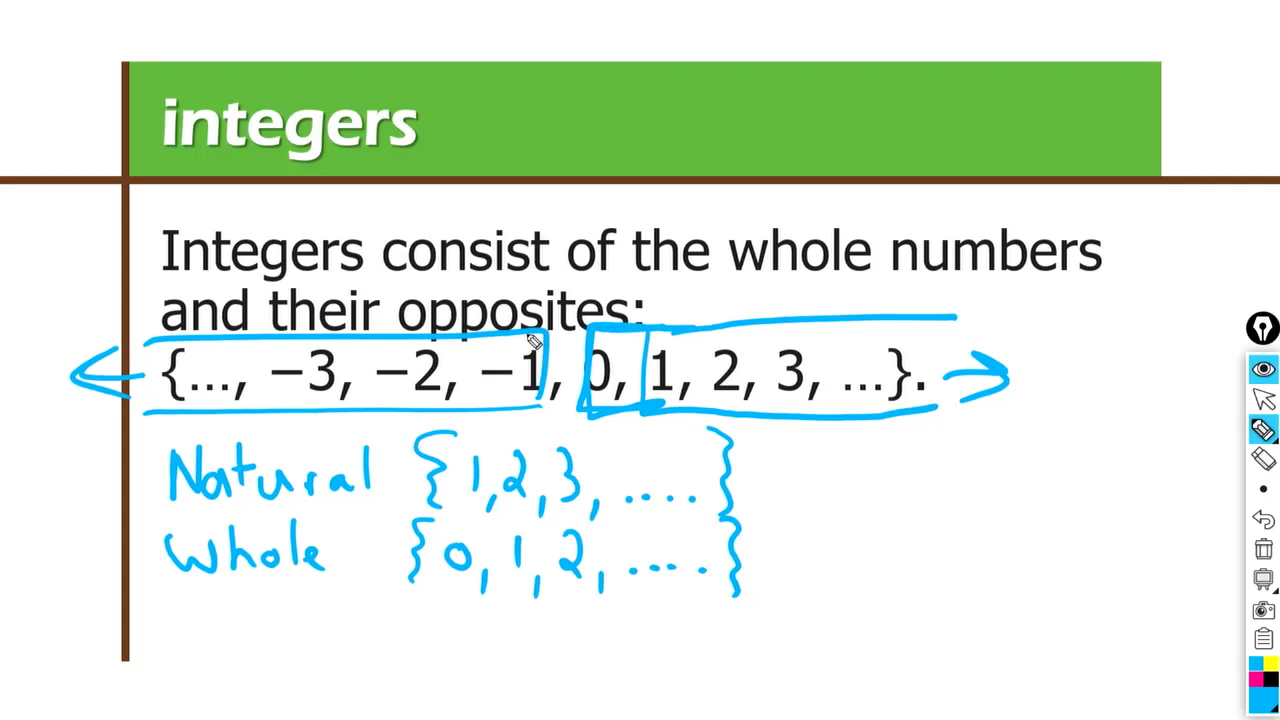 integers
Integers consist of the whole numbers
and their opposites:
{…, −3, −2, −1, 0, 1, 2, 3, …}.
Natural {1, 2, 3, ....}
Whole {0, 1, 2, ....}